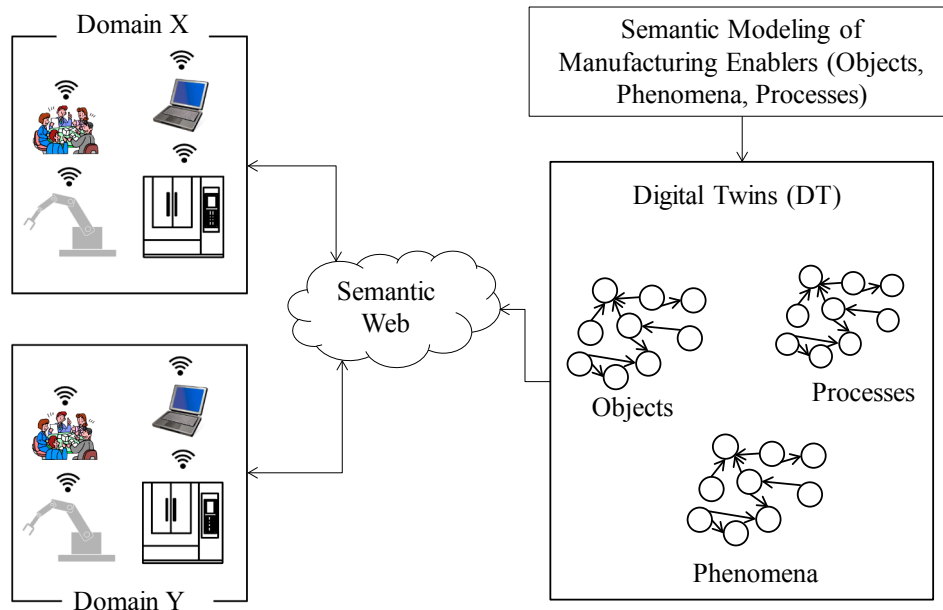 Domain X
Semantic Modeling of
Manufacturing Enablers (Objects,
Phenomena, Processes)
Digital Twins (DT)
Semantic
Web
Objects
Processes
Phenomena
Domain Y